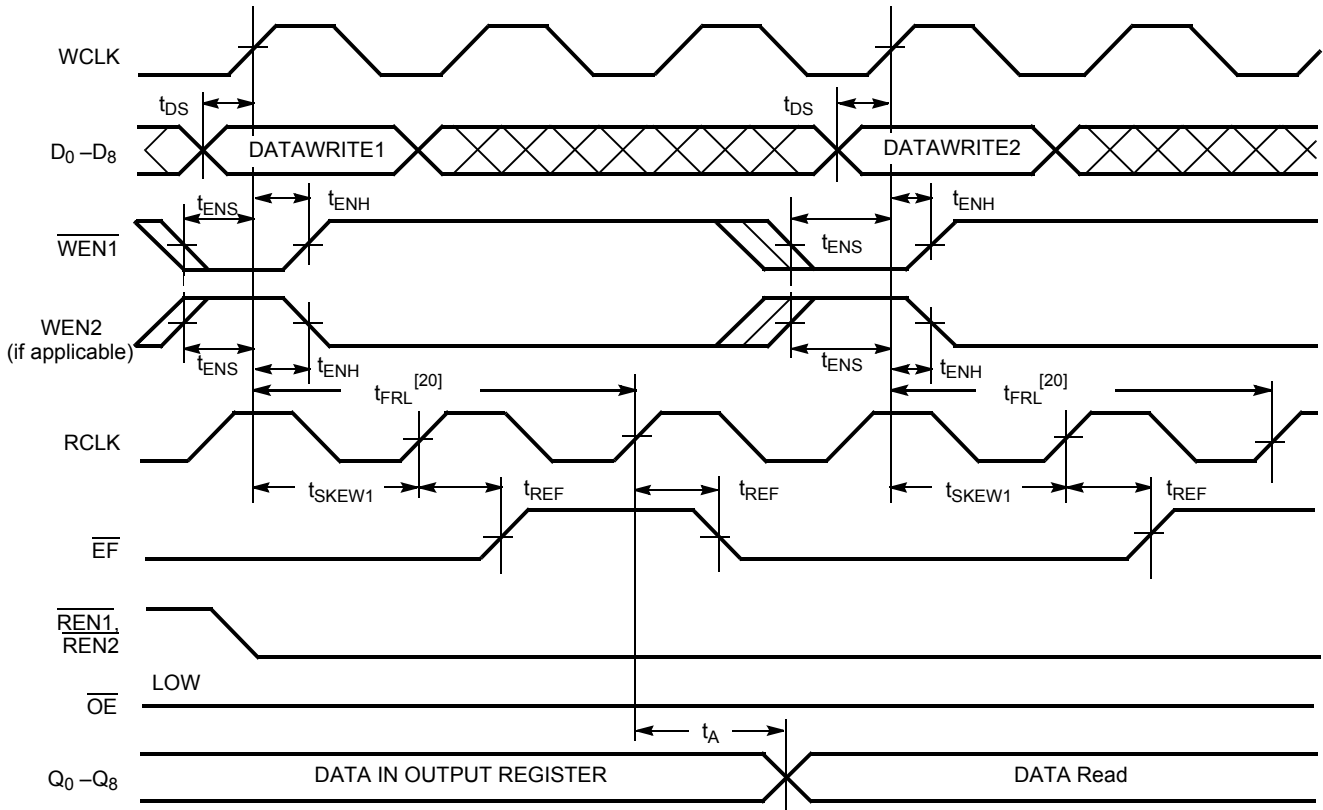 WCLK
tDS tDS
D0 –D8 DATAWRITE1 DATAWRITE2
tENS tENH tENH
WEN1 tENS
WEN2
(if applicable)
tENS tENH tENS tENH
tFRL[20] tFRL[20]
RCLK
tSKEW1 tREF tREF tSKEW1 tREF
EF
REN1,
REN2
LOW
OE
tA
Q0 –Q8 DATA IN OUTPUT REGISTER DATA Read